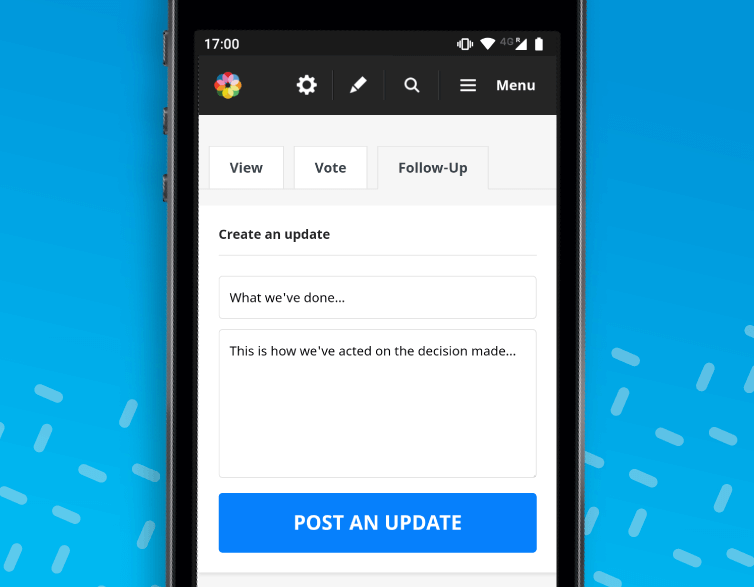 17:00
4G R
Menu
View
Vote
Follow-Up
Create an update
What we've done...
This is how we've acted on the decision made...
POST AN UPDATE